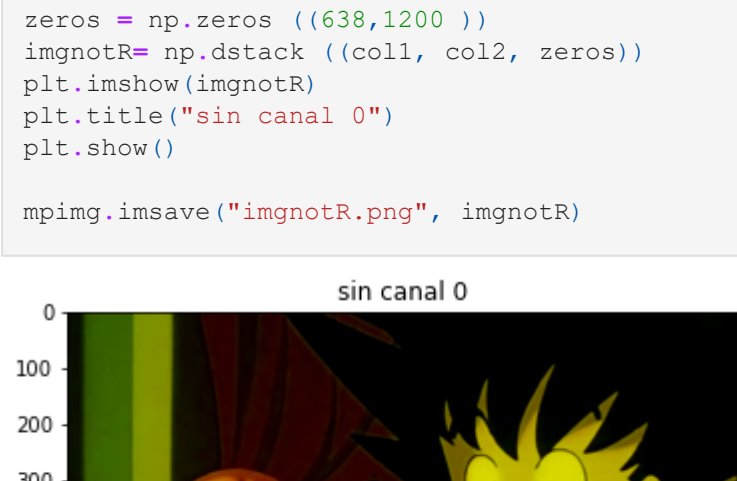 zeros = np.zeros ((638,1200 ))
imgnotR= np.dstack ((col1, col2, zeros))
plt.imshow(imgnotR)
plt.title("sin canal 0")
plt.show()
mpimg.imsave("imgnotR.png", imgnotR)
sin canal 0
0
100
200
300